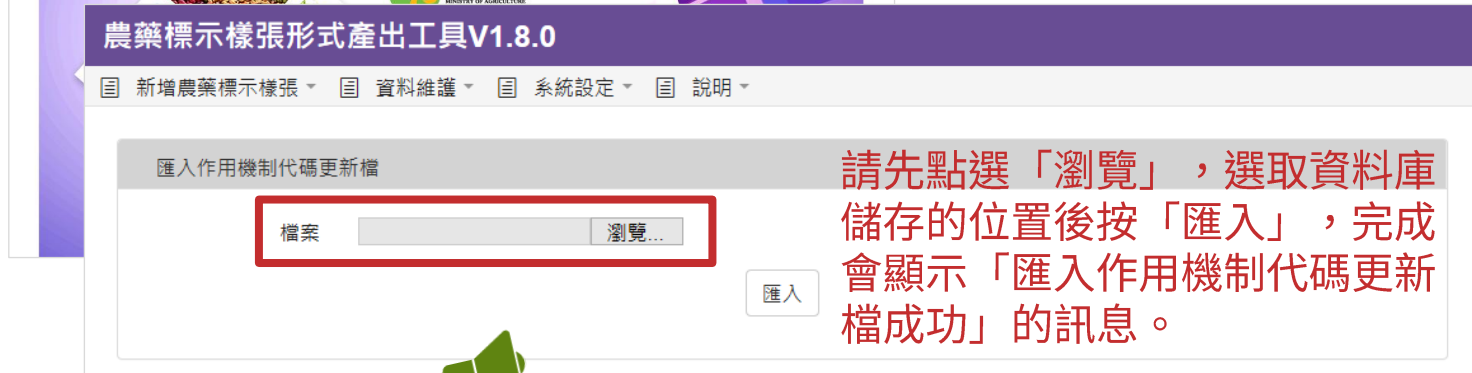 MINISTRY OF AGRICULTURE
農藥標示樣張形式產出工具V1.8.0
新增農藥標示樣張 資料維護 系統設定 說明
匯入作用機制代碼更新檔
檔案 瀏覽...
匯入
請先點選「瀏覽」，選取資料庫
儲存的位置後按「匯入」，完成
會顯示「匯入作用機制代碼更新
檔成功」的訊息。